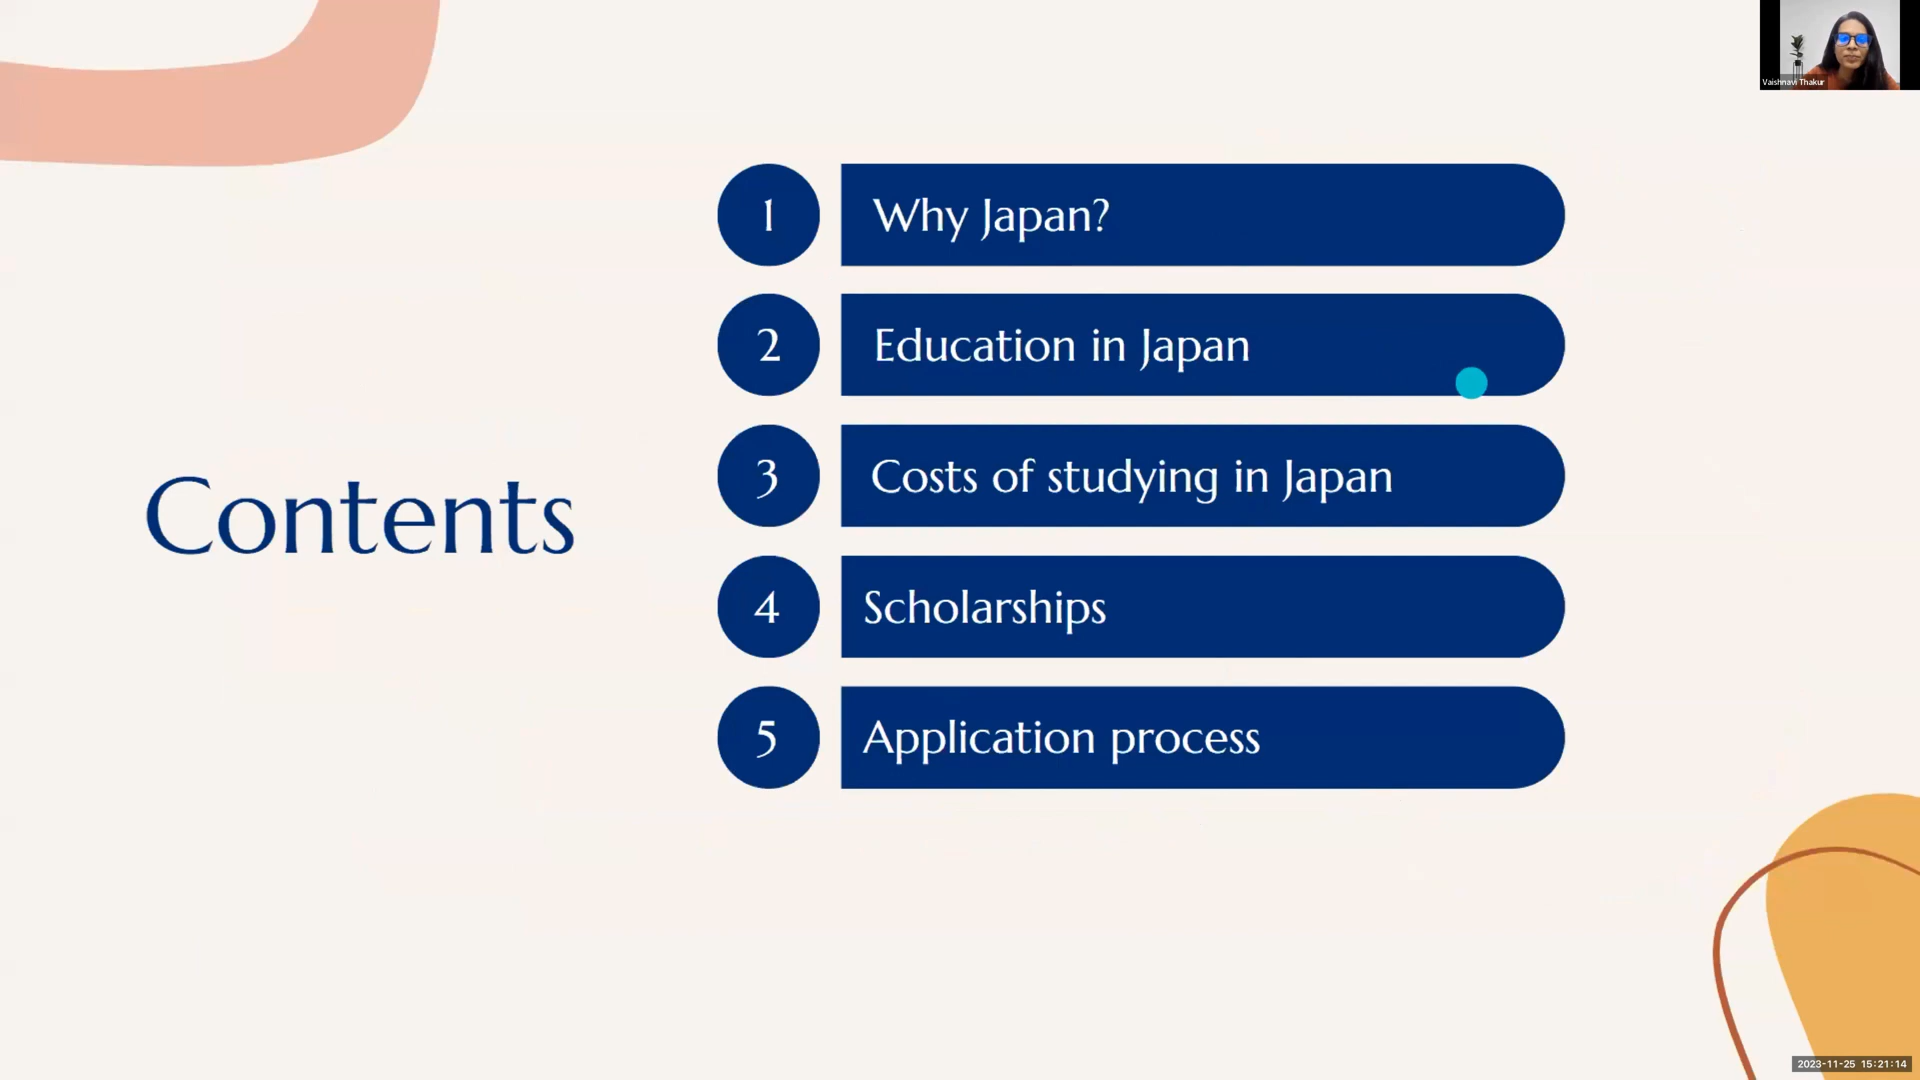 Vaishnavi Thakur
Contents
1 Why Japan?
2 Education in Japan
3 Costs of studying in Japan
4 Scholarships
5 Application process
2023-11-25 15:21:14